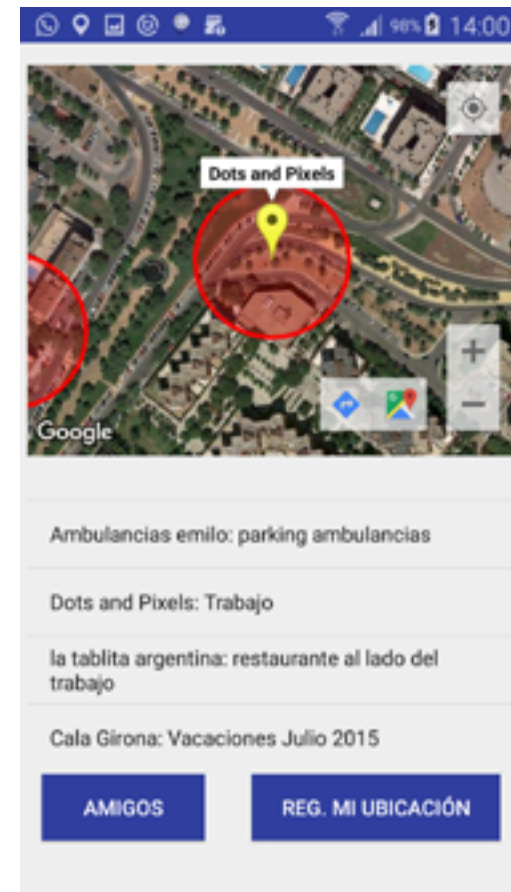 98% 14:00
Dots and Pixels
Google
Ambulancias emilo: parking ambulancias
Dots and Pixels: Trabajo
la tablita argentina: restaurante al lado del
trabajo
Cala Girona: Vacaciones Julio 2015
AMIGOS REG. MI UBICACIÓN